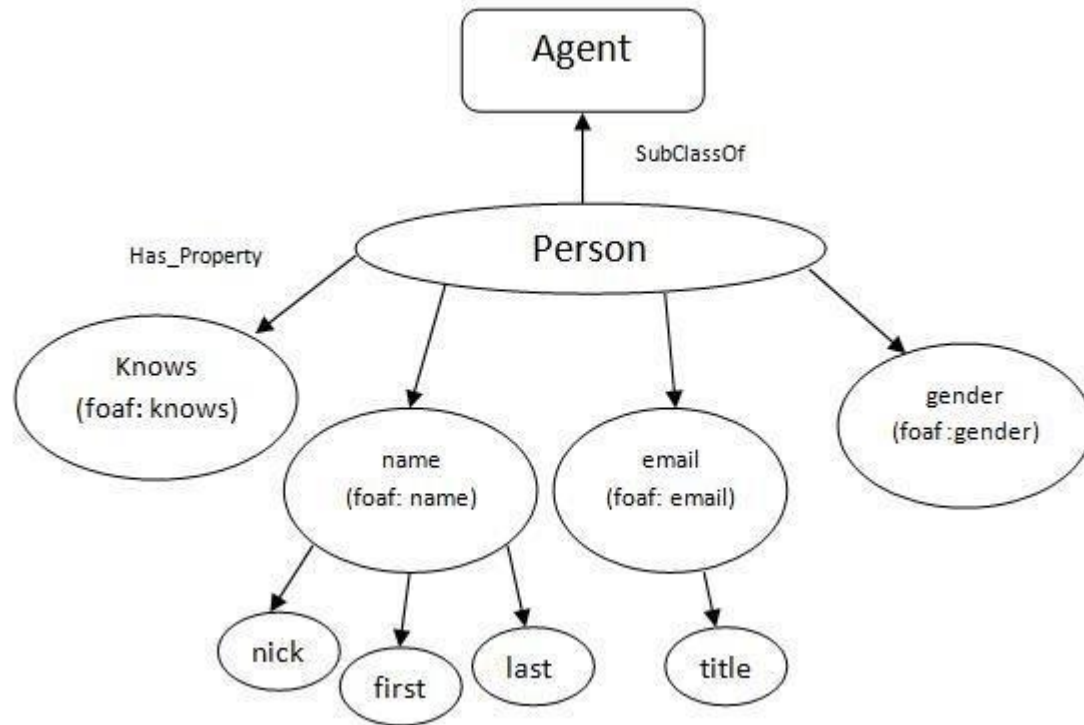 Agent
SubClassOf
Person
Has_Property
Knows
(foaf: knows)
name
(foaf: name)
email
(foaf: email)
gender
(foaf :gender)
nick
first
last
title